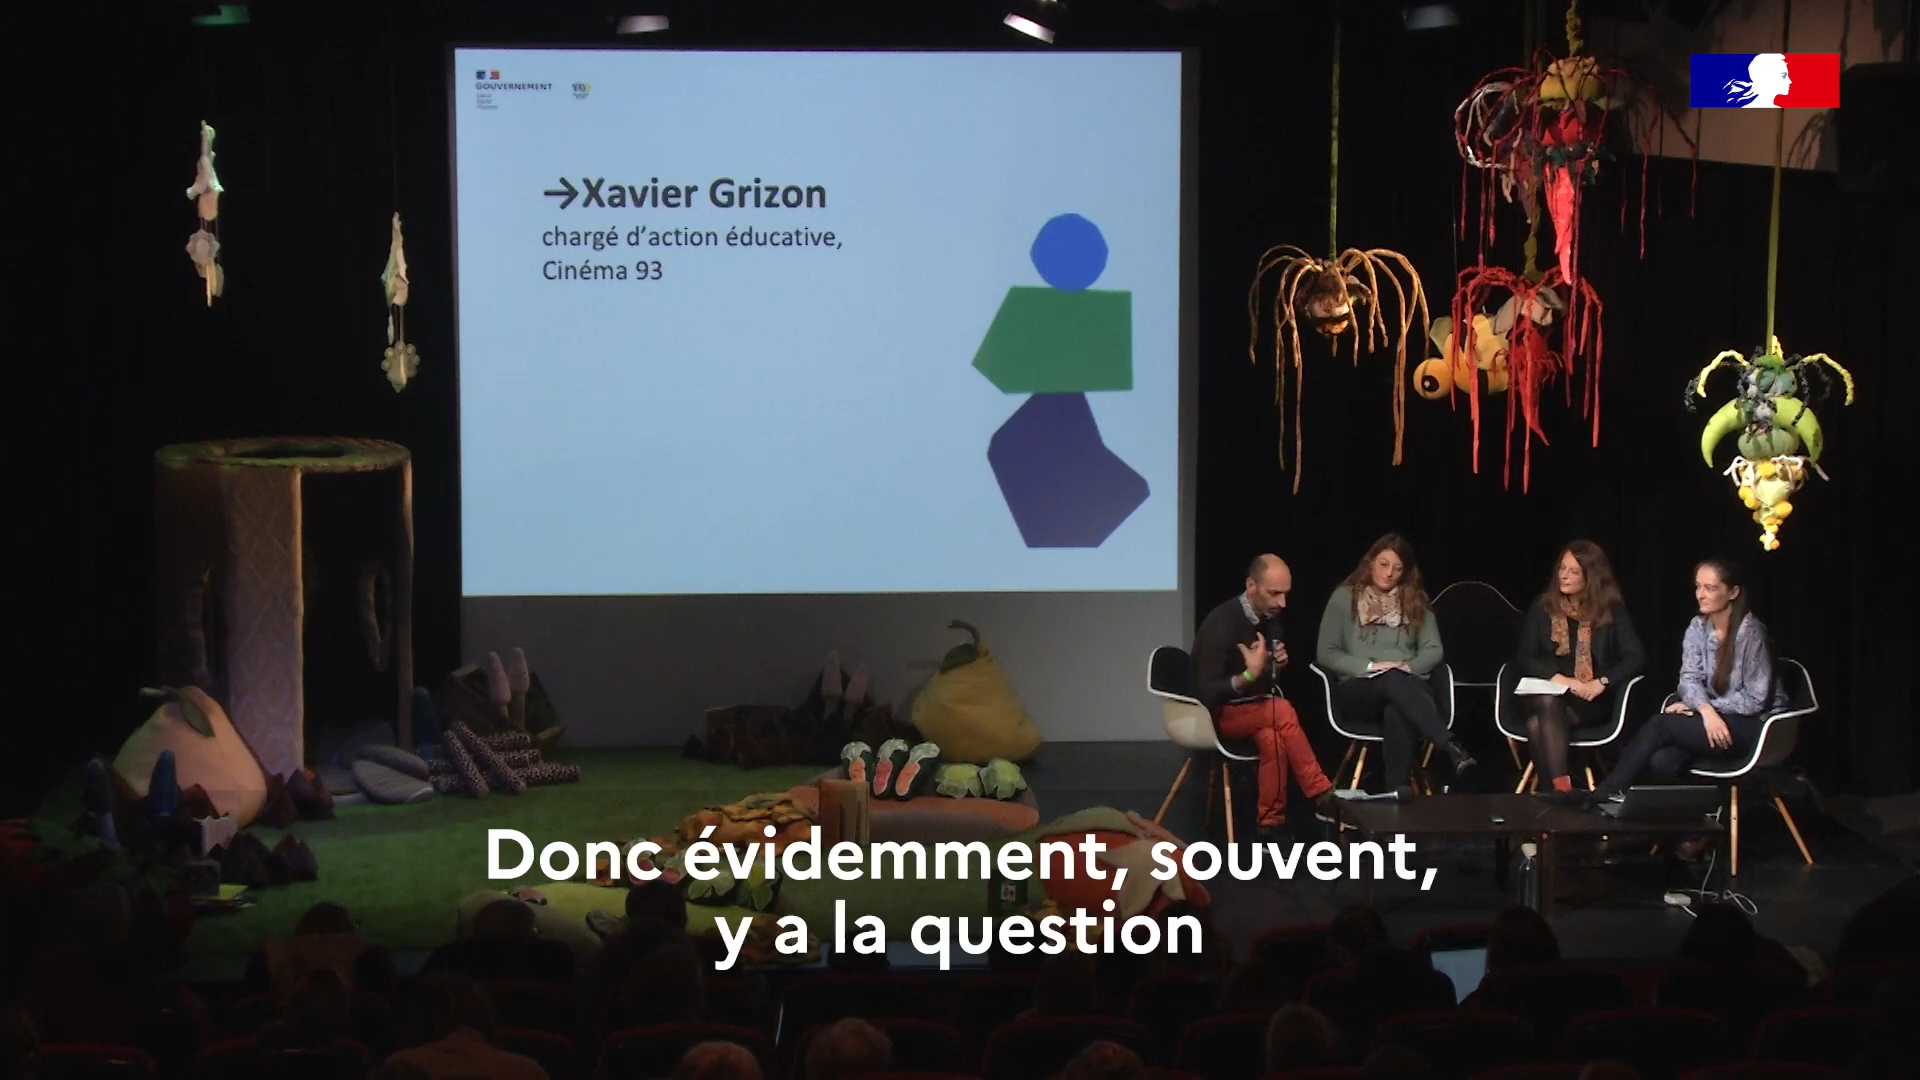 GOUVERNEMENT
→Xavier Grizon
chargé d’action éducative,
Cinéma 93
Donc évidemment, souvent,
y a la question